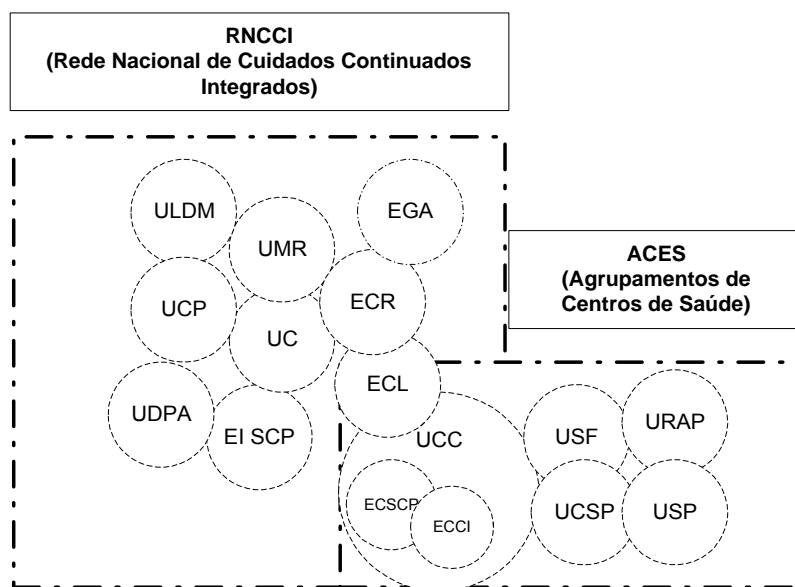 RNCCI
(Rede Nacional de Cuidados Continuados
Integrados)
ULDM
EGA
UMR
ACES
(Agrupamentos de
Centros de Saúde)
UCP
ECR
UC
ECL
UDPA
EI SCP
UCC
USF
URAP
ECSCP
ECCI
UCSP
USP